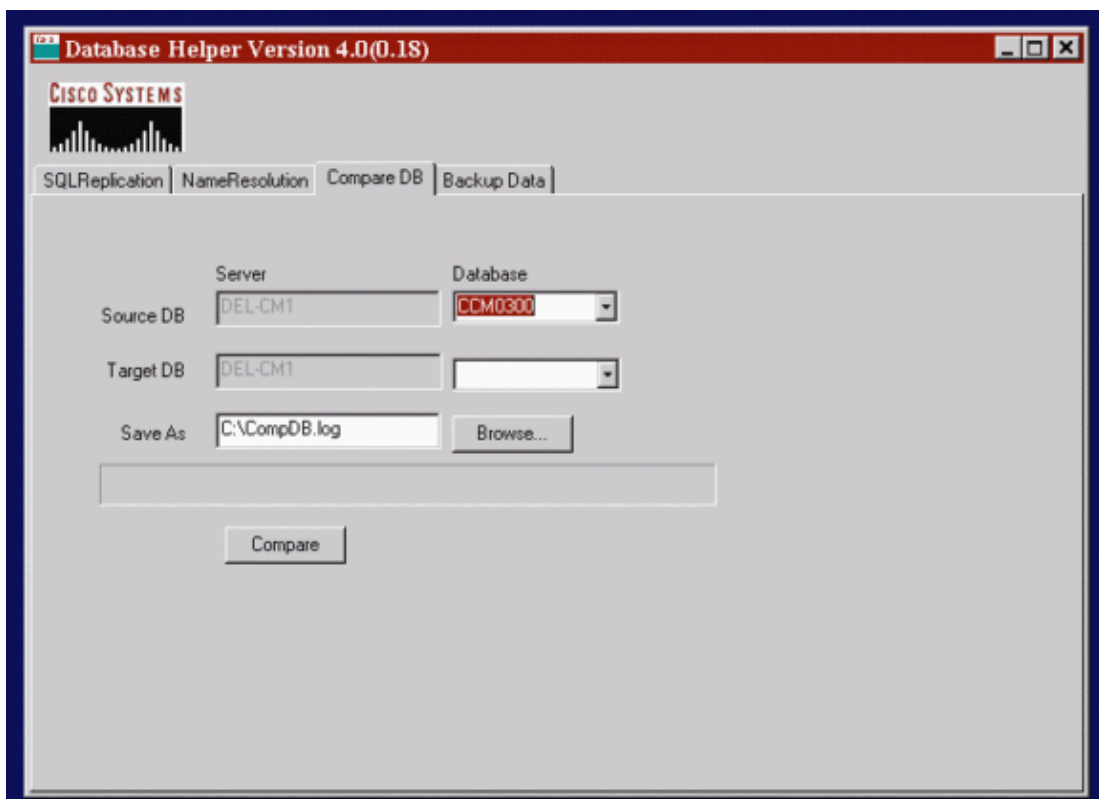 Database Helper Version 4.0(0.18)
CISCO SYSTEMS
SQLReplication NameResolution Compare DB Backup Data
Server Database
Source DB DEL-CM1 CCM0300
Target DB DEL-CM1
Save As C:\CompDB.log Browse...
Compare